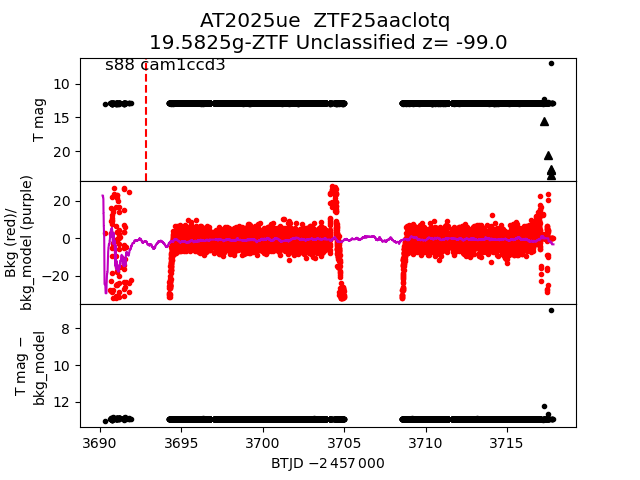 AT2025ue  ZTF25aaclotq
19.5825g-ZTF Unclassified z= -99.0
s88 cam1ccd3
10
15
20
T mag
20
0
−20
Bkg (red)/
bkg_model (purple)
8
10
12
T mag −
bkg_model
3690
3695
3700
3705
3710
3715
BTJD −2 457 000